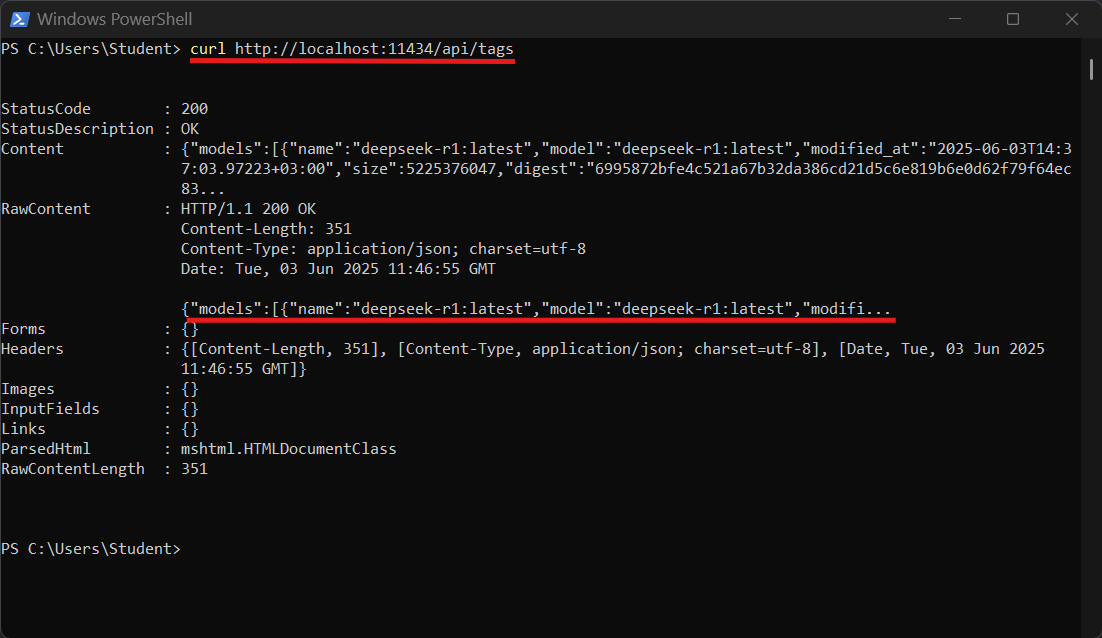 Windows PowerShell
PS C:\Users\Student> curl http://localhost:11434/api/tags
StatusCode : 200
StatusDescription : OK
Content : {"models":[{"name":"deepseek-r1:latest","model":"deepseek-r1:latest","modified_at":"2025-06-03T14:3
7:03.97223+03:00","size":5225376047,"digest":"6995872bfe4c521a67b32da386cd21d5c6e819b6e0d62f79f64ec
83...
RawContent : HTTP/1.1 200 OK
Content-Length: 351
Content-Type: application/json; charset=utf-8
Date: Tue, 03 Jun 2025 11:46:55 GMT
{"models":[{"name":"deepseek-r1:latest","model":"deepseek-r1:latest","modifi...
Forms : {}
Headers : {[Content-Length, 351], [Content-Type, application/json; charset=utf-8], [Date, Tue, 03 Jun 2025
11:46:55 GMT]}
Images : {}
InputFields : {}
Links : {}
ParsedHtml : mshtml.HTMLDocumentClass
RawContentLength : 351
PS C:\Users\Student>